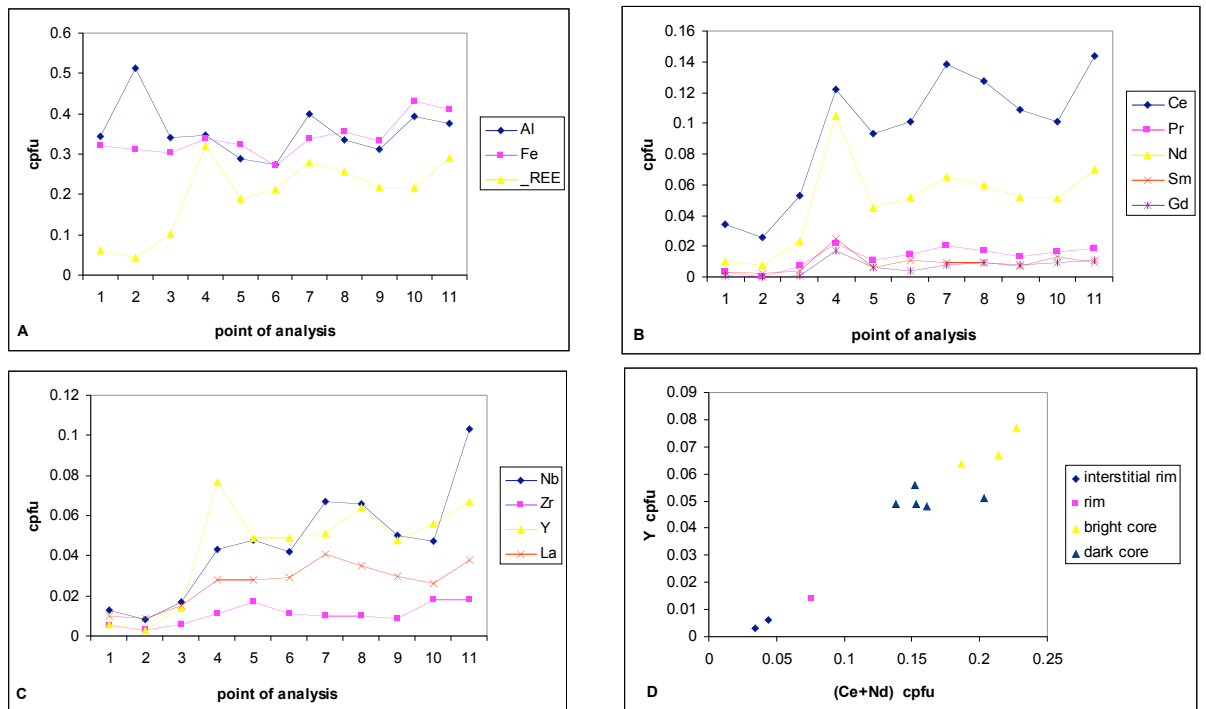 0.6
0.5
0.4
0.3
0.2
0.1
0
cpfu
1 2 3 4 5 6 7 8 9 10 11
point of analysis
A
Al
Fe
_REE
0.16
0.14
0.12
0.1
0.08
0.06
0.04
0.02
0
cpfu
1 2 3 4 5 6 7 8 9 10 11
point of analysis
B
Ce
Pr
Nd
Sm
Gd
0.12
0.1
0.08
0.06
0.04
0.02
0
cpfu
1 2 3 4 5 6 7 8 9 10 11
point of analysis
C
Nb
Zr
Y
La
0.09
0.08
0.07
0.06
0.05
0.04
0.03
0.02
0.01
0
Y cpfu
0 0.05 0.1 0.15 0.2 0.25
(Ce+Nd) cpfu
D
interstitial rim
rim
bright core
dark core